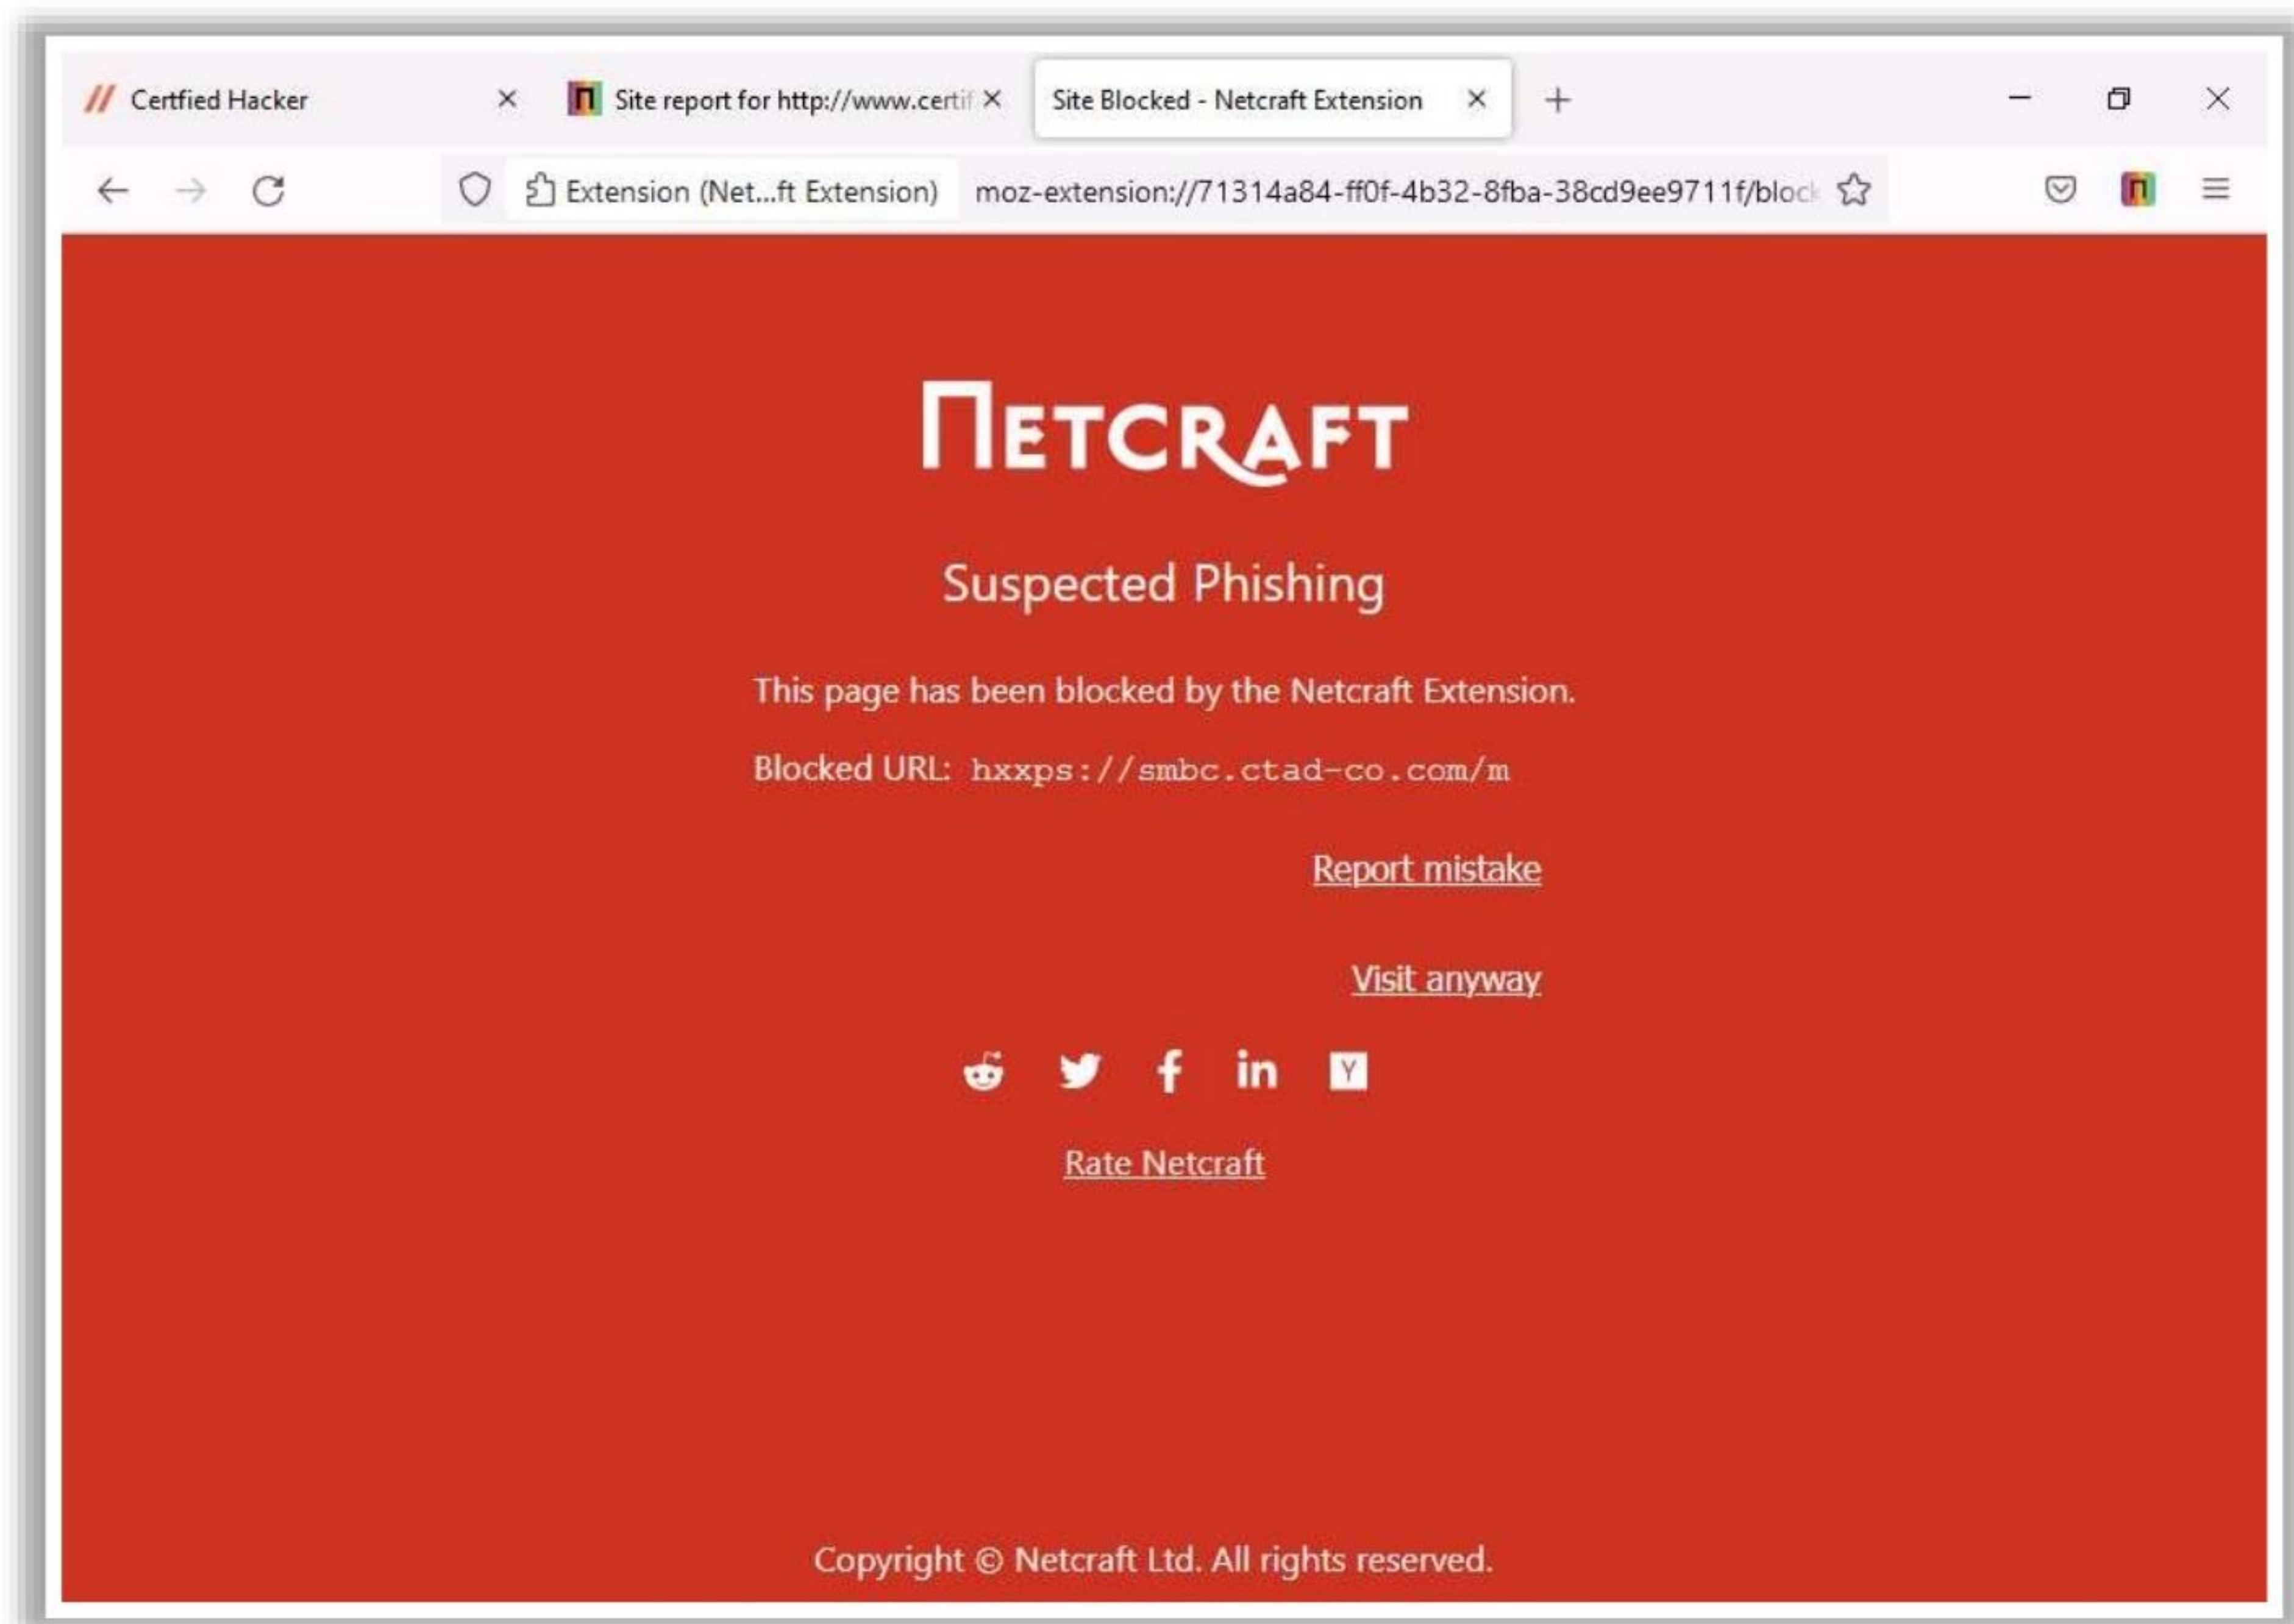 Certfied Hacker
Site report for http://www.certif
Site Blocked - Netcraft Extension
Extension (Net...ft Extension) moz-extension://71314a84-ff0f-4b32-8fba-38cd9ee9711f/block
NETCRAFT
Suspected Phishing
This page has been blocked by the Netcraft Extension.
Blocked URL: hxxps://smbc.ctad-co.com/m
Report mistake
Visit anyway
f in Y
Rate Netcraft
Copyright © Netcraft Ltd. All rights reserved.